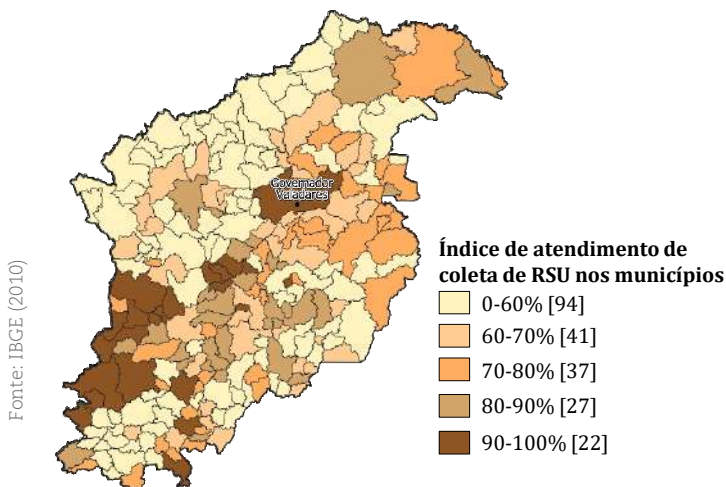 Governador
Valadares
Fonte: IBGE (2010)
Índice de atendimento de
coleta de RSU nos municípios
0-60% [94]
60-70% [41]
70-80% [37]
80-90% [27]
90-100% [22]